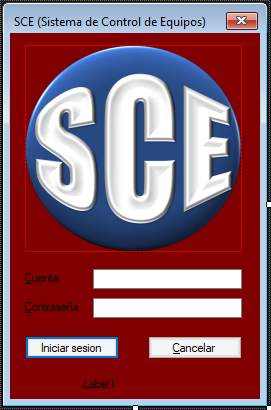 SCE (Sistema de Control de Equipos)
SCE
Cuenta
Contraseña
Iniciar sesion
Cancelar
Label1